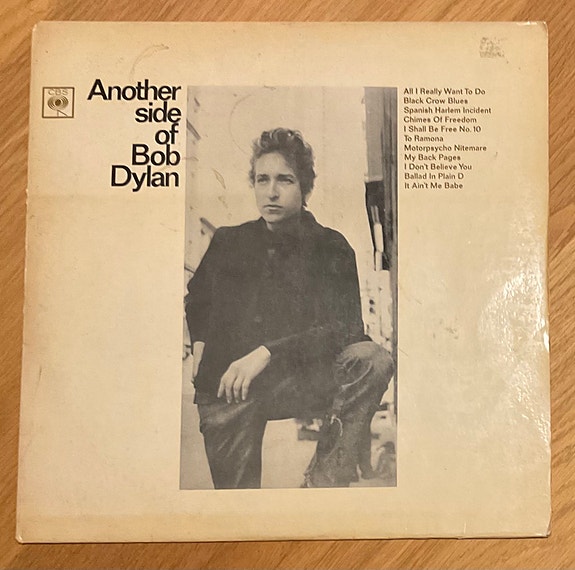 CBS
Another
side
of
Bob
Dylan
All I Really Want To Do
Black Crow Blues
Spanish Harlem Incident
Chimes Of Freedom
I Shall Be Free No. 10
To Ramona
Motorpsycho Nitemare
My Back Pages
I Don't Believe You
Ballad In Plain D
It Ain't Me Babe